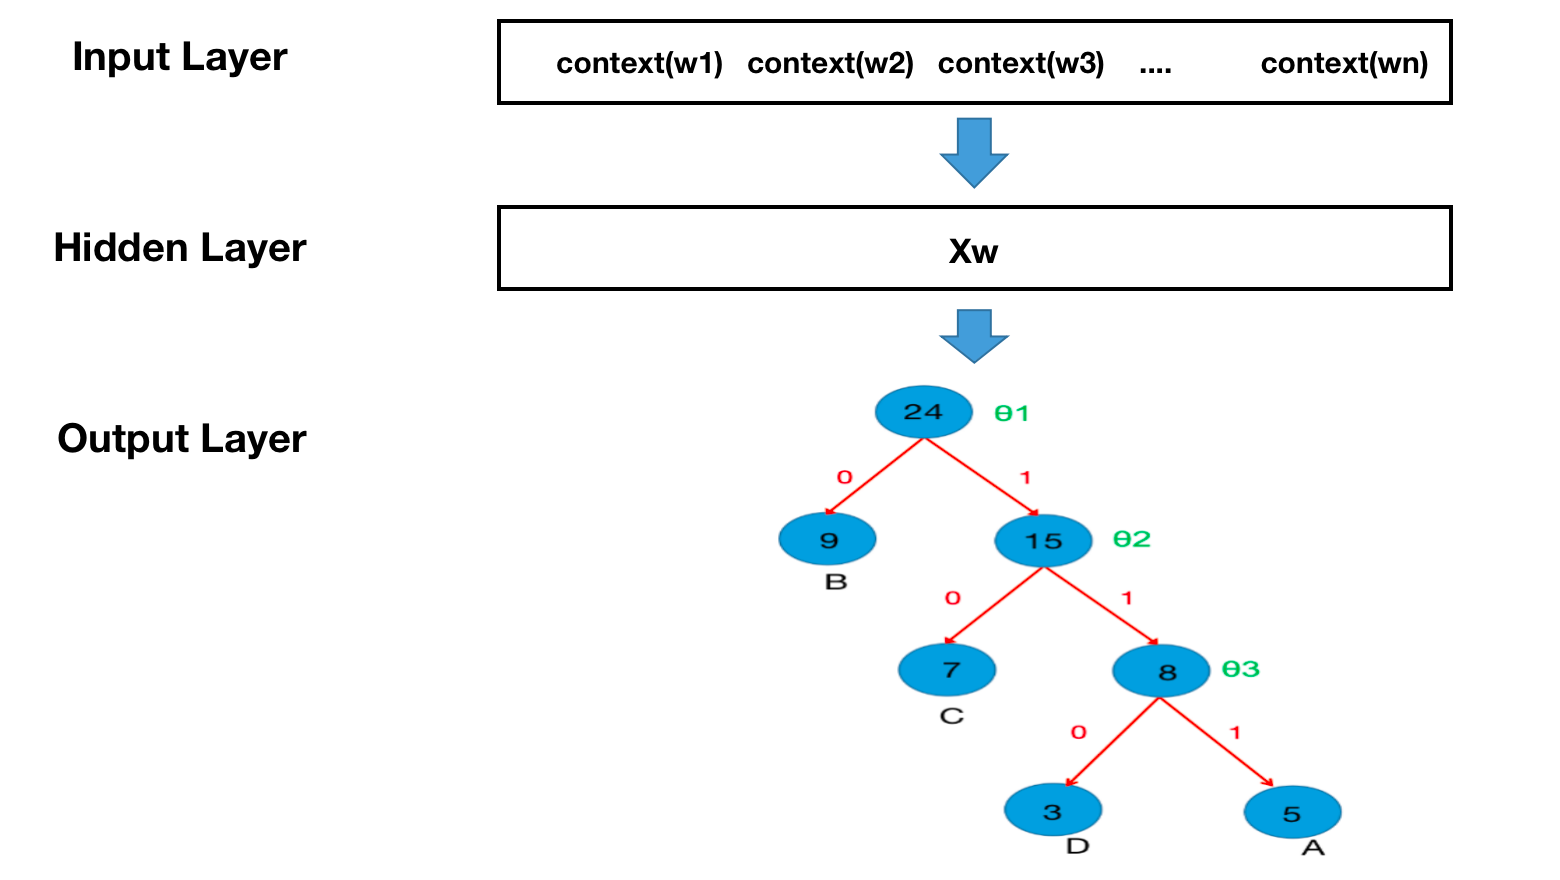 Input Layer
context(w1) context(w2) context(w3) .... context(wn)
Hidden Layer
Xw
Output Layer
24 θ1
0 1
9 15 θ2
B
0 1
7 8 θ3
C
0 1
3 5
D A